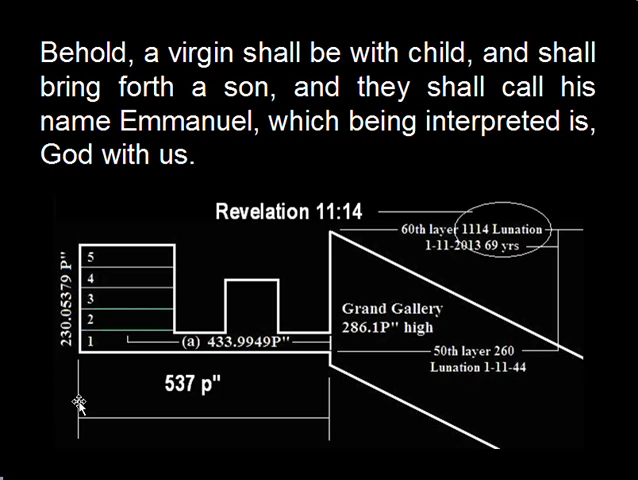 Behold, a virgin shall be with child, and shall
bring forth a son, and they shall call his
name Emmanuel, which being interpreted is,
God with us.
Revelation 11:14
60th layer 1114 Lunation
1-11-2013 69 yrs
5
4
3
2
1
230.05379 P"
(a) 433.9949P"
Grand Gallery
286.1P" high
50th layer 260
Lunation 1-11-44
537 p"